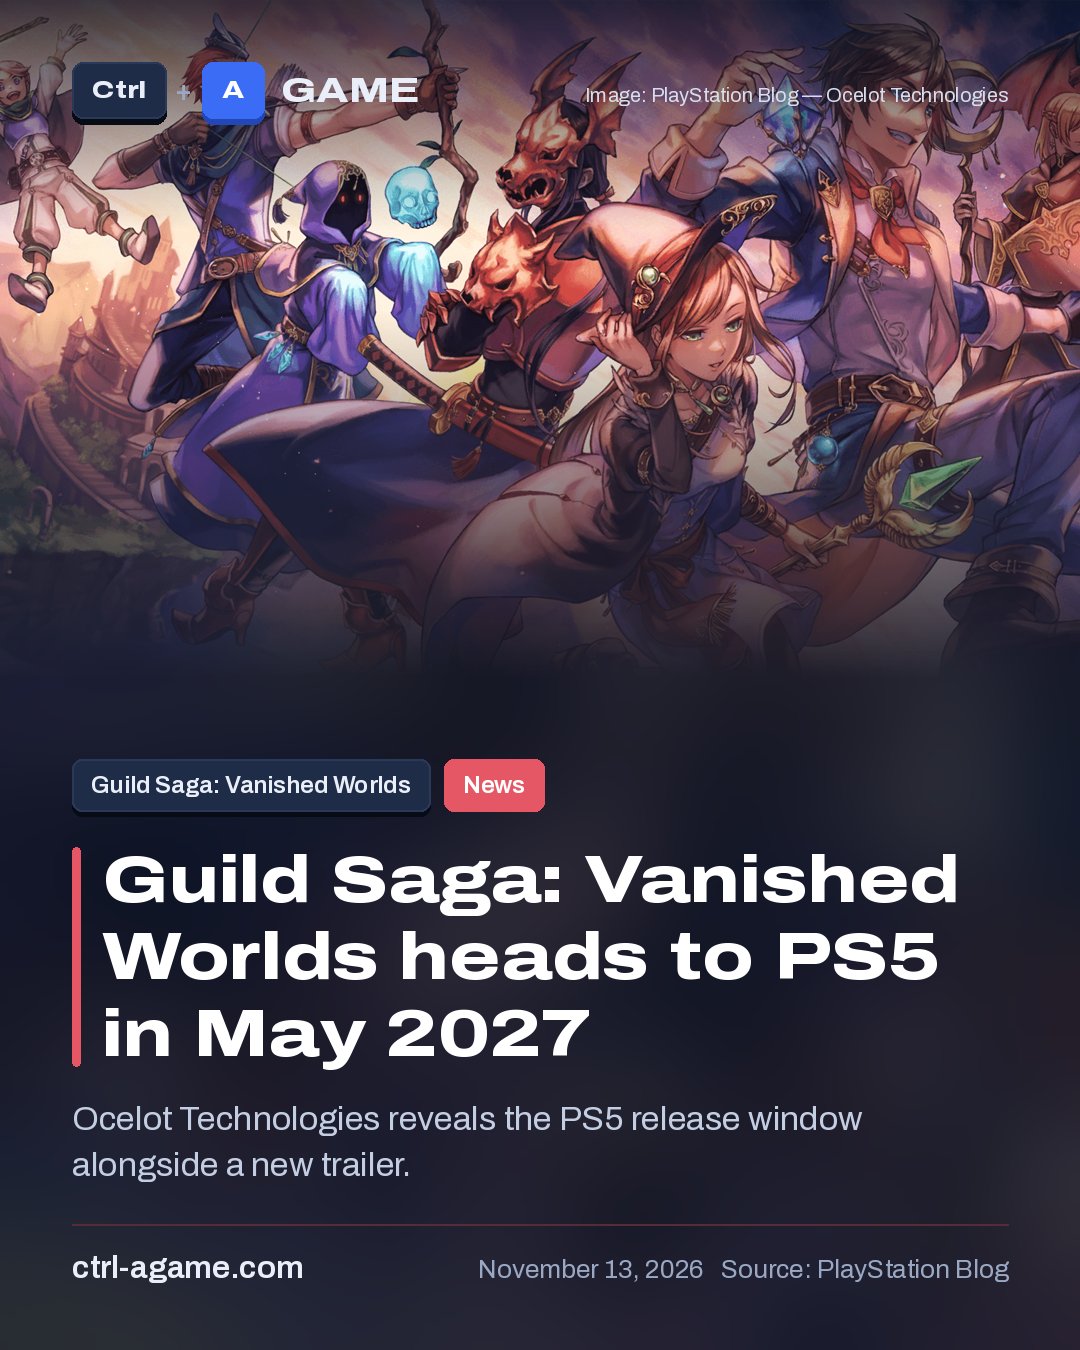 Ctrl + A GAME
Image: PlayStation Blog — Ocelot Technologies
Guild Saga: Vanished Worlds
News
Guild Saga: Vanished
Worlds heads to PS5
in May 2027
Ocelot Technologies reveals the PS5 release window
alongside a new trailer.
ctrl-agame.com
November 13, 2026 Source: PlayStation Blog